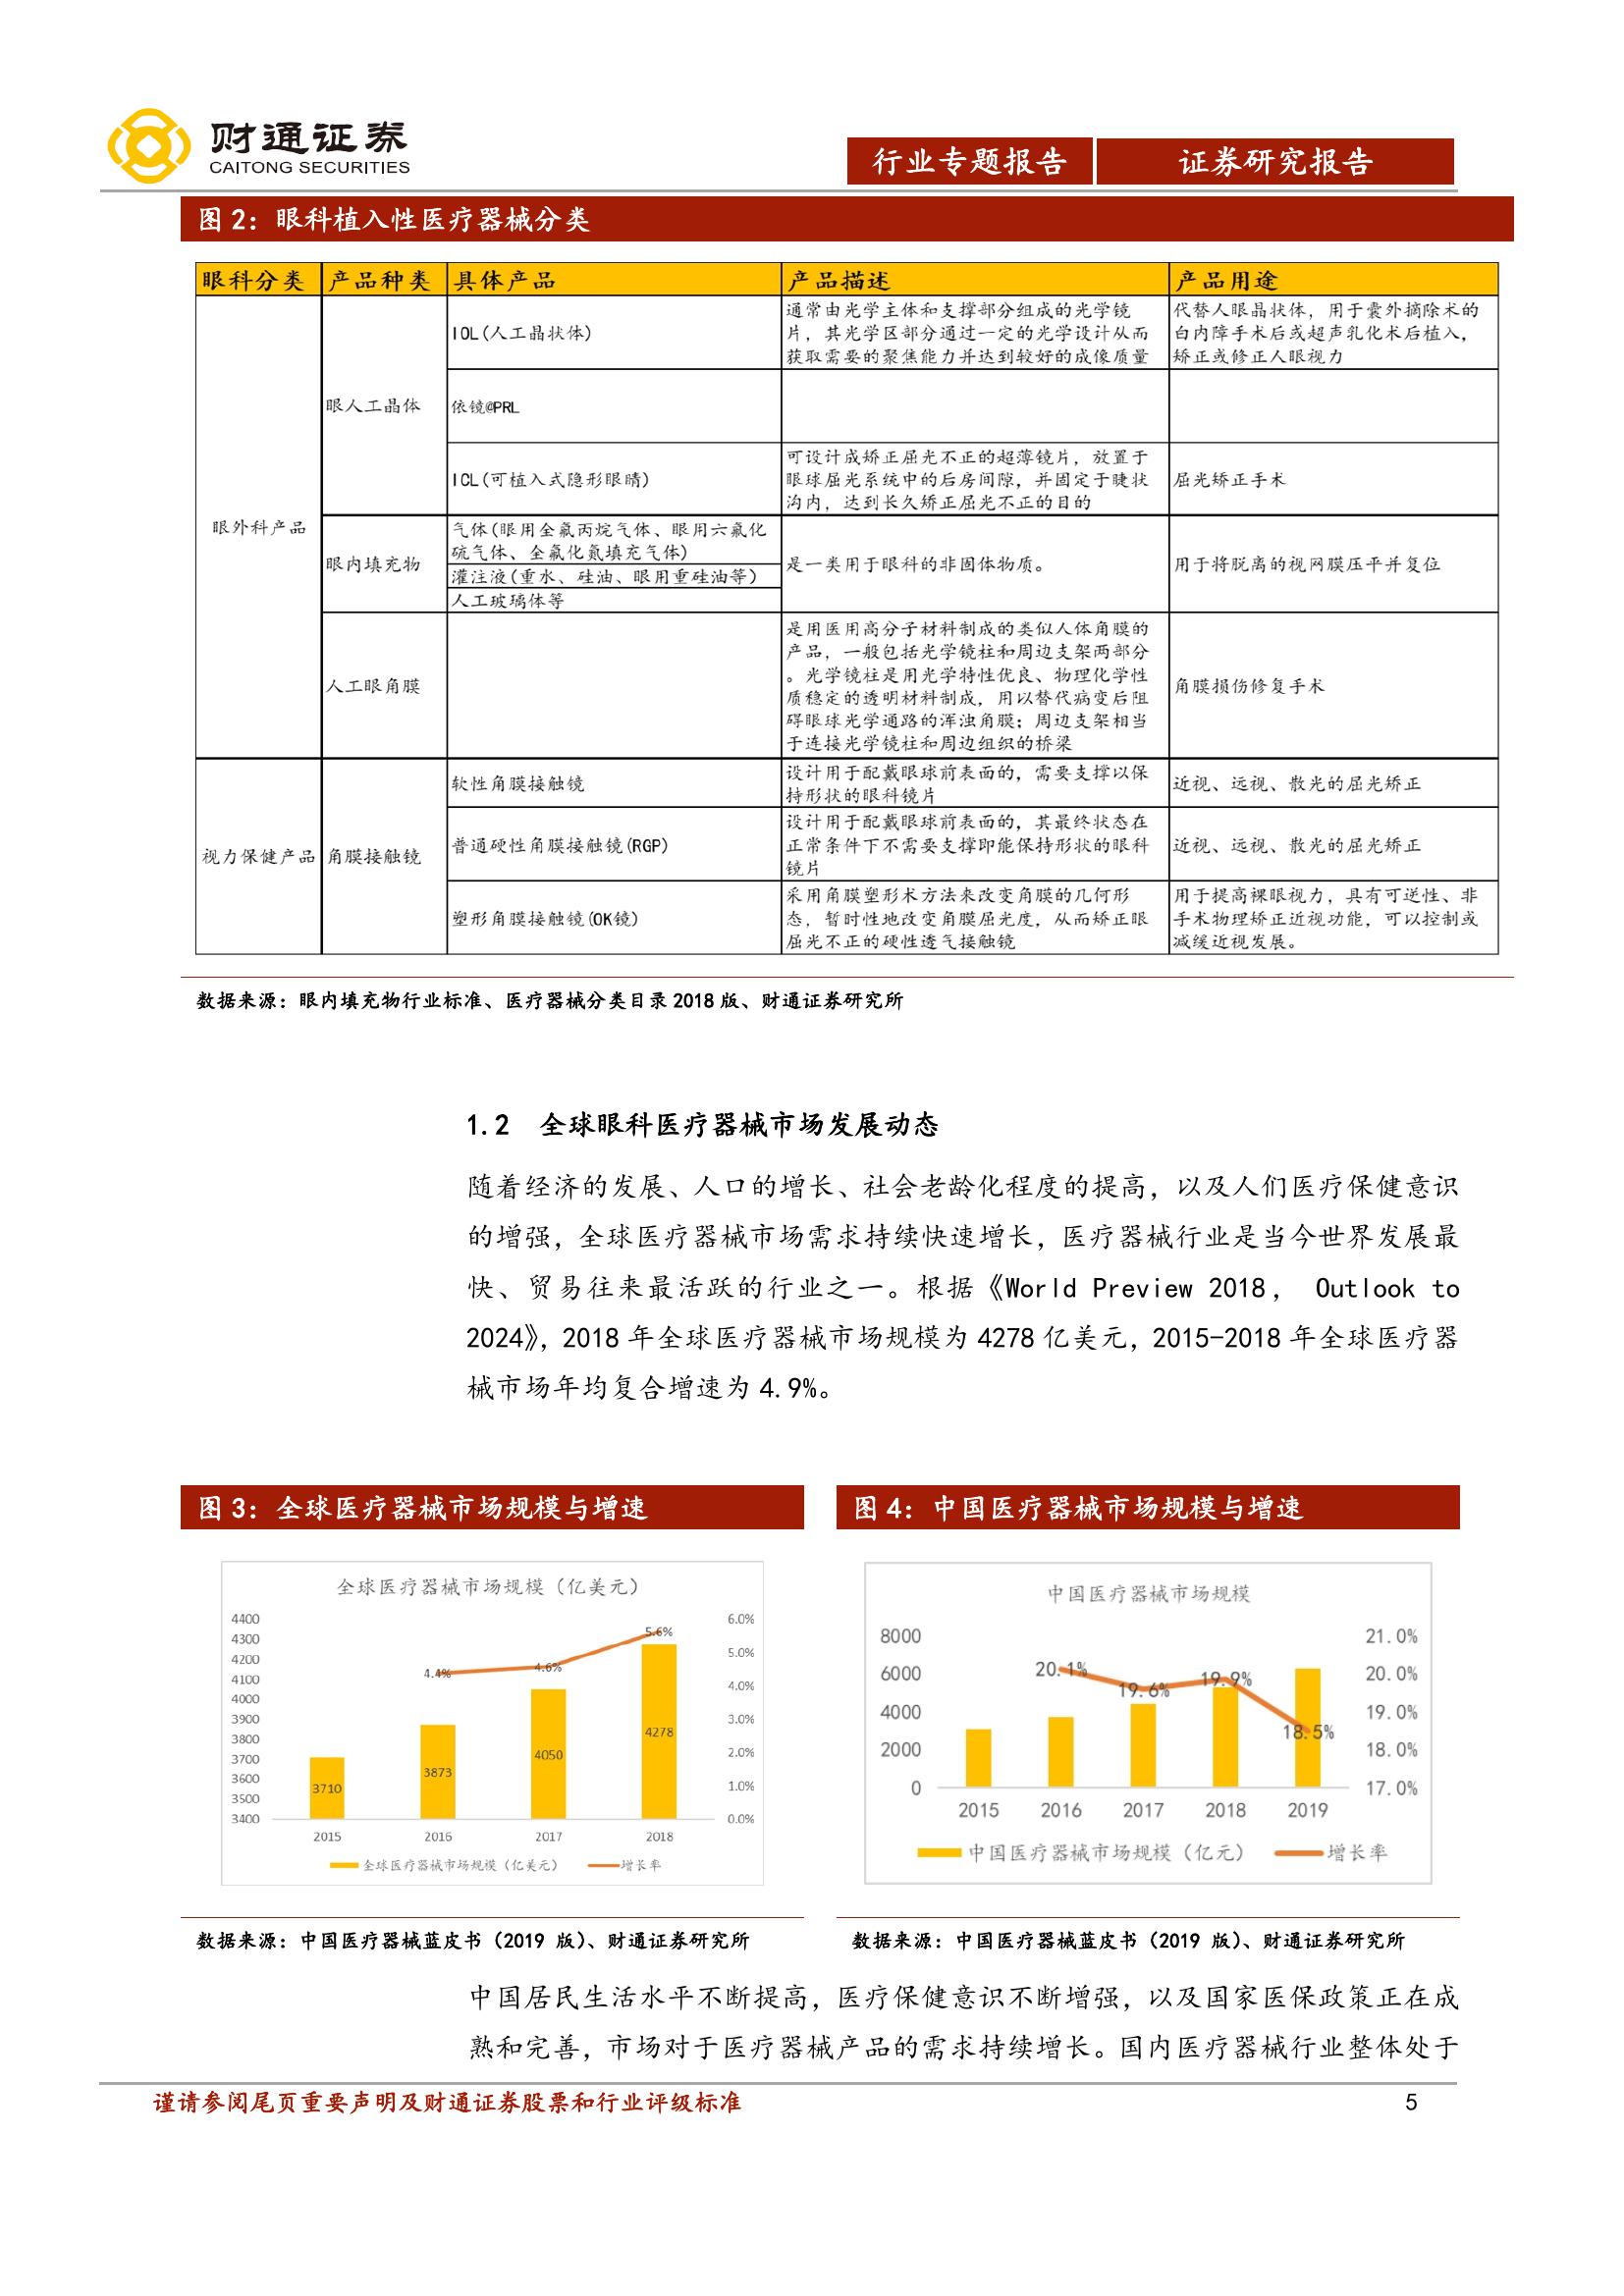 财通证券
CAITONG SECURITIES
行业专题报告
证券研究报告
图 2：眼科植入性医疗器械分类
眼科分类 产品种类 具体产品 产品描述 产品用途
眼外科产品
眼人工晶体
IOL(人工晶状体)
通常由光学主体和支撑部分组成的光学镜
片，其光学区部分通过一定的光学设计从而
获取需要的聚焦能力并达到较好的成像质量
代替人眼晶状体，用于囊外摘除术的
白内障手术后或超声乳化术后植入，
矫正或修正人眼视力
依镜@PRL
ICL(可植入式隐形眼睛)
可设计成矫正屈光不正的超薄镜片，放置于
眼球屈光系统中的后房间隙，并固定于睫状
沟内，达到长久矫正屈光不正的目的
屈光矫正手术
眼内填充物
气体(眼用全氟丙烷气体、眼用六氟化
硫气体、全氟化氮填充气体)
灌注液(重水、硅油、眼用重硅油等)
人工玻璃体等
是一类用于眼科的非固体物质。
用于将脱离的视网膜压平并复位
人工眼角膜
是用医用高分子材料制成的类似人体角膜的
产品，一般包括光学镜柱和周边支架两部分
。光学镜柱是用光学特性优良、物理化学性
质稳定的透明材料制成，用以替代病变后阻
碍眼球光学通路的浑浊角膜；周边支架相当
于连接光学镜柱和周边组织的桥梁
角膜损伤修复手术
视力保健产品
角膜接触镜
软性角膜接触镜
设计用于配戴眼球前表面的，需要支撑以保
持形状的眼科镜片
近视、远视、散光的屈光矫正
普通硬性角膜接触镜(RGP)
设计用于配戴眼球前表面的，其最终状态在
正常条件下不需要支撑即能保持形状的眼科
镜片
近视、远视、散光的屈光矫正
塑形角膜接触镜(OK镜)
采用角膜塑形术方法来改变角膜的几何形
态，暂时性地改变角膜屈光度，从而矫正眼
屈光不正的硬性透气接触镜
用于提高裸眼视力，具有可逆性、非
手术物理矫正近视功能，可以控制或
减缓近视发展。
数据来源：眼内填充物行业标准、医疗器械分类目录 2018 版、财通证券研究所
1.2 全球眼科医疗器械市场发展动态
随着经济的发展、人口的增长、社会老龄化程度的提高，以及人们医疗保健意识
的增强，全球医疗器械市场需求持续快速增长，医疗器械行业是当今世界发展最
快、贸易往来最活跃的行业之一。根据《World Preview 2018， Outlook to
2024》，2018 年全球医疗器械市场规模为 4278 亿美元，2015-2018 年全球医疗器
械市场年均复合增速为 4.9%。
图 3：全球医疗器械市场规模与增速
全球医疗器械市场规模（亿美元）
4400
4300
4200
4100
4000
3900
3800
3700
3600
3500
3400
3710
3873
4050
4278
4.4%
4.6%
5.6%
6.0%
5.0%
4.0%
3.0%
2.0%
1.0%
0.0%
2015 2016 2017 2018
全球医疗器械市场规模（亿美元） 增长率
数据来源：中国医疗器械蓝皮书（2019 版）、财通证券研究所
图 4：中国医疗器械市场规模与增速
中国医疗器械市场规模
8000
6000
4000
2000
0
20.1%
19.6%
19.9%
18.5%
21.0%
20.0%
19.0%
18.0%
17.0%
2015 2016 2017 2018 2019
中国医疗器械市场规模（亿元） 增长率
数据来源：中国医疗器械蓝皮书（2019 版）、财通证券研究所
中国居民生活水平不断提高，医疗保健意识不断增强，以及国家医保政策正在成
熟和完善，市场对于医疗器械产品的需求持续增长。国内医疗器械行业整体处于
谨请参阅尾页重要声明及财通证券股票和行业评级标准
5